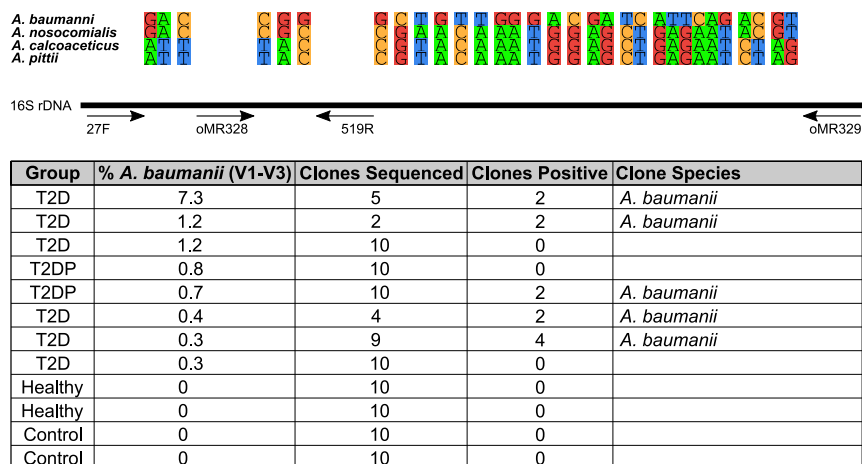 A. baumanni G A C C G G G C T G T T G G G A C G A T C A T T C A G A C G T
A. nosocomialis G A C C G C C G A A C A A A T G G A G C T G A G A A T A C G T
A. calcoaceticus A T T T A C C G T A C A A A T G G A G C T G A G A A T C T A G
A. pittii A T T T A C C G T A C A A A T G G A G C T G A G A A T C T A G
16S rDNA
27F oMR328 519R oMR329
Group % A. baumanii (V1-V3) Clones Sequenced Clones Positive Clone Species
T2D 7.3 5 2 A. baumanii
T2D 1.2 2 2 A. baumanii
T2D 1.2 10 0
T2DP 0.8 10 0
T2DP 0.7 10 2 A. baumanii
T2D 0.4 4 2 A. baumanii
T2D 0.3 9 4 A. baumanii
T2D 0.3 10 0
Healthy 0 10 0
Healthy 0 10 0
Control 0 10 0
Control 0 10 0